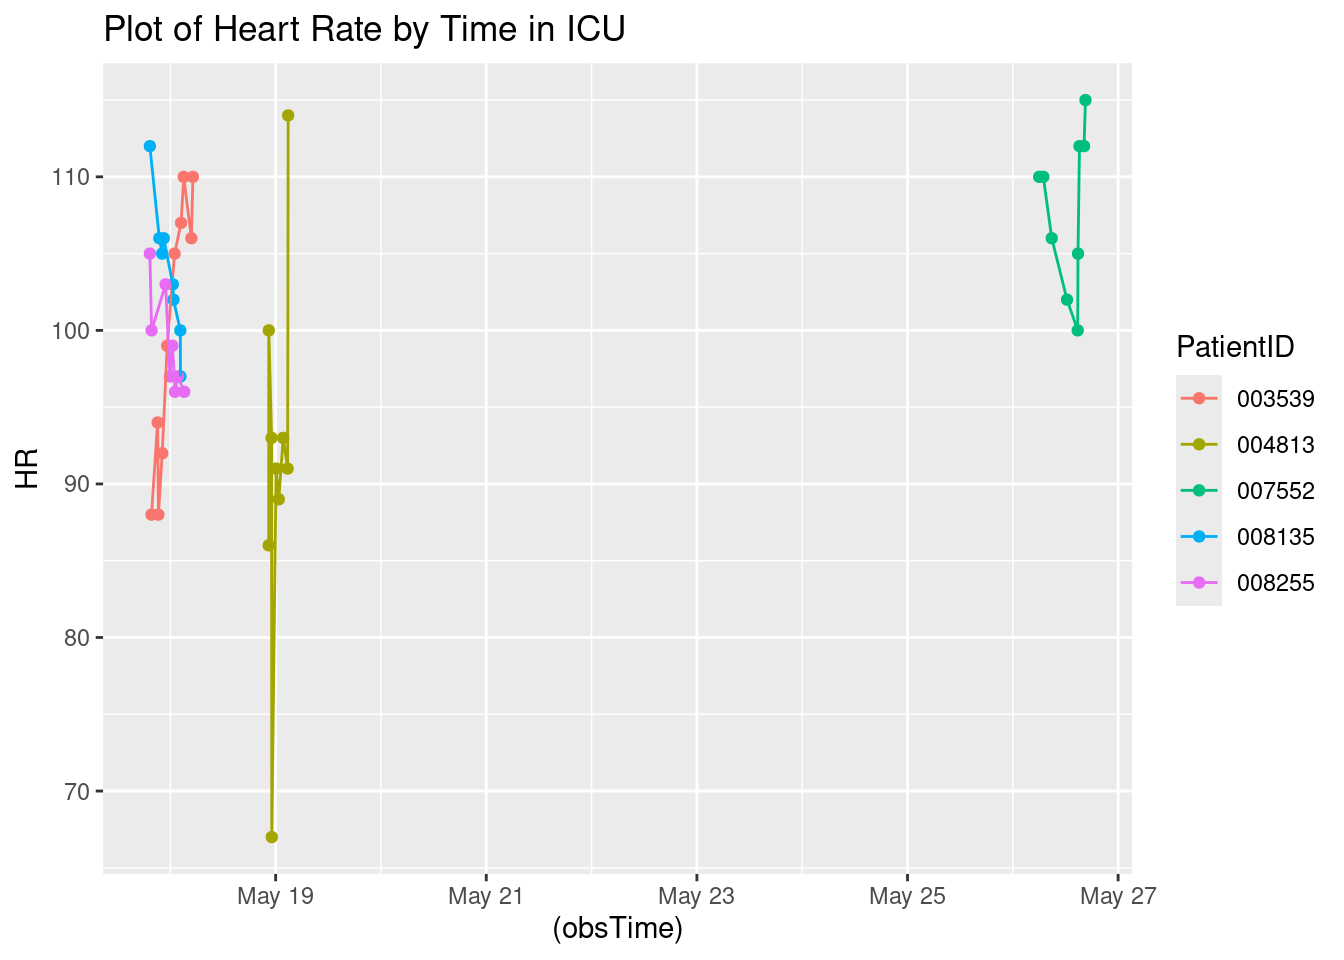 Plot of Heart Rate by Time in ICU
HR
110
100
90
80
70
May 19
May 21
May 23
May 25
May 27
(obsTime)
PatientID
003539
004813
007552
008135
008255